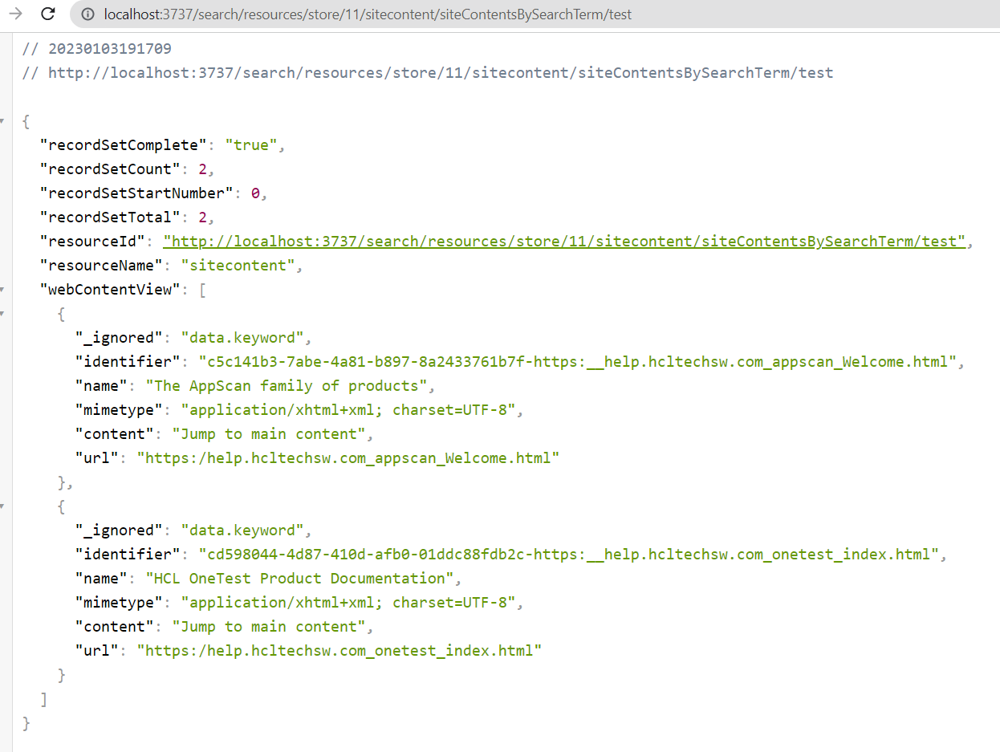 localhost:3737/search/resources/store/11/sitecontent/siteContentsBySearchTerm/test
// 20230103191709
// http://localhost:3737/search/resources/store/11/sitecontent/siteContentsBySearchTerm/test
{
"recordSetComplete": "true",
"recordSetCount": 2,
"recordSetStartNumber": 0,
"recordSetTotal": 2,
"resourceId": "http://localhost:3737/search/resources/store/11/sitecontent/siteContentsBySearchTerm/test",
"resourceName": "sitecontent",
"webContentView": [
{
"_ignored": "data.keyword",
"identifier": "c5c141b3-7abe-4a81-b897-8a2433761b7f-https:__help.hcltechsw.com_appscan_Welcome.html",
"name": "The AppScan family of products",
"mimetype": "application/xhtml+xml; charset=UTF-8",
"content": "Jump to main content",
"url": "https:/help.hcltechsw.com_appscan_Welcome.html"
},
{
"_ignored": "data.keyword",
"identifier": "cd598044-4d87-410d-afb0-01ddc88fdb2c-https:__help.hcltechsw.com_onetest_index.html",
"name": "HCL OneTest Product Documentation",
"mimetype": "application/xhtml+xml; charset=UTF-8",
"content": "Jump to main content",
"url": "https:/help.hcltechsw.com_onetest_index.html"
}
]
}